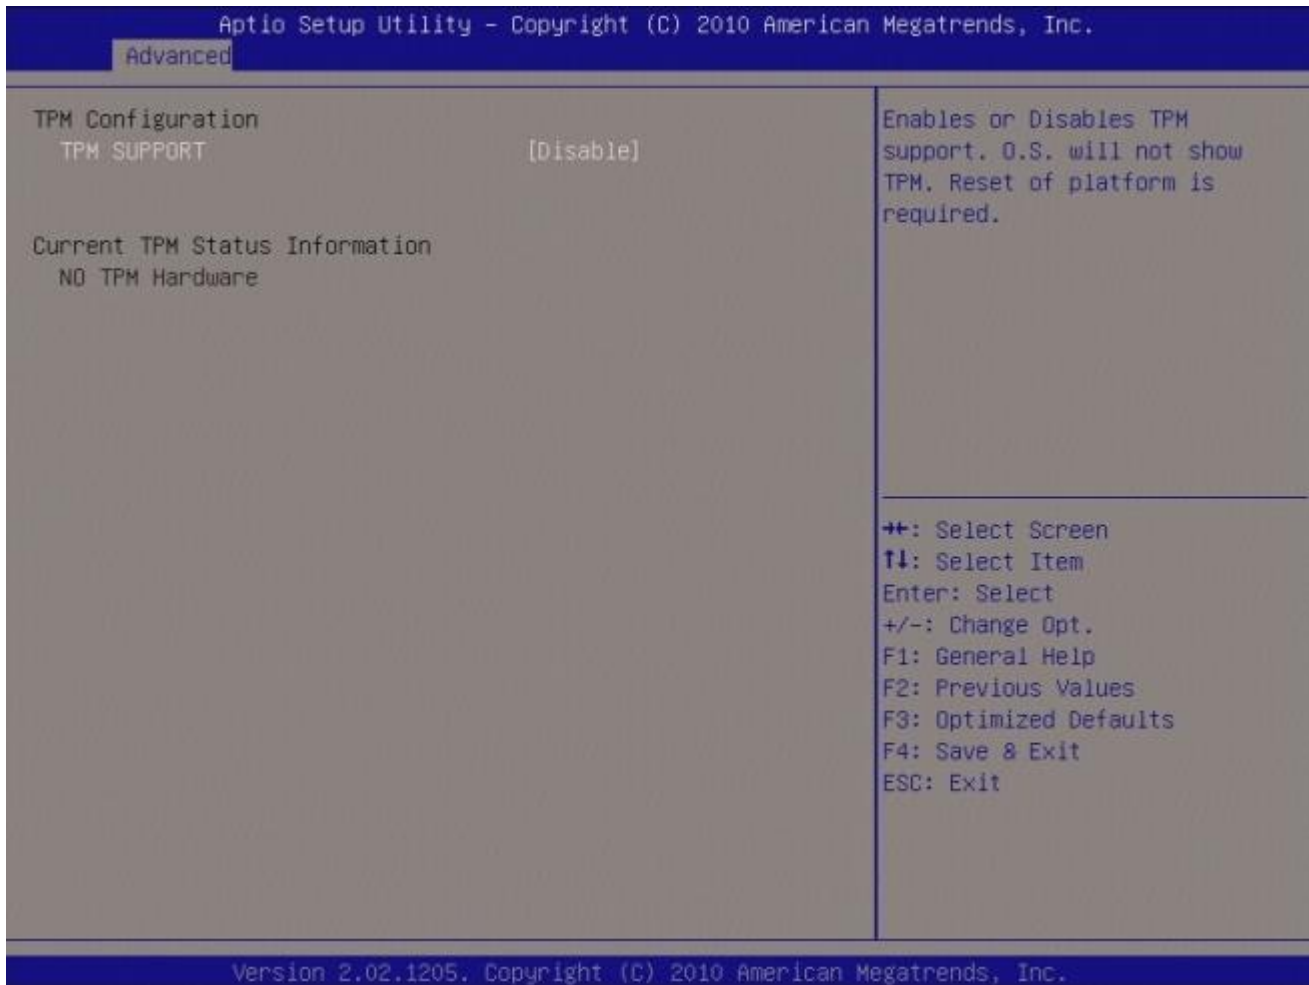 Aptio Setup Utility – Copyright (C) 2010 American Megatrends, Inc.
Advanced
TPM Configuration
TPM SUPPORT [Disable]
Current TPM Status Information
NO TPM Hardware
Enables or Disables TPM
support. O.S. will not show
TPM. Reset of platform is
required.
→←: Select Screen
↑↓: Select Item
Enter: Select
+/-: Change Opt.
F1: General Help
F2: Previous Values
F3: Optimized Defaults
F4: Save & Exit
ESC: Exit
Version 2.02.1205. Copyright (C) 2010 American Megatrends, Inc.